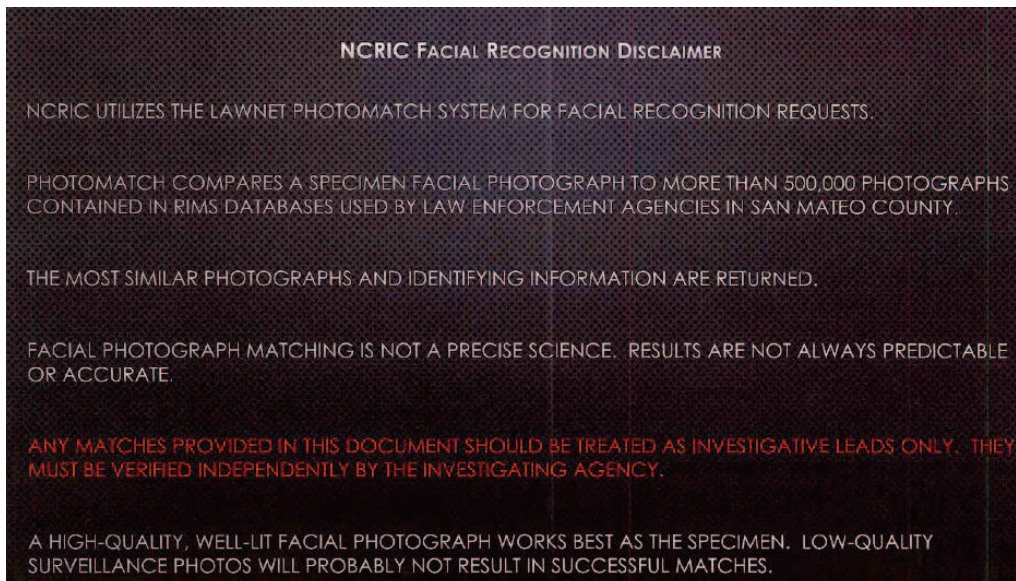 NCRIC FACIAL RECOGNITION DISCLAIMER
NCRIC UTILIZES THE LAWNET PHOTOMATCH SYSTEM FOR FACIAL RECOGNITION REQUESTS.
PHOTOMATCH COMPARES A SPECIMEN FACIAL PHOTOGRAPH TO MORE THAN 500,000 PHOTOGRAPHS
CONTAINED IN RIMS DATABASES USED BY LAW ENFORCEMENT AGENCIES IN SAN MATEO COUNTY.
THE MOST SIMILAR PHOTOGRAPHS AND IDENTIFYING INFORMATION ARE RETURNED.
FACIAL PHOTOGRAPH MATCHING IS NOT A PRECISE SCIENCE.  RESULTS ARE NOT ALWAYS PREDICTABLE
OR ACCURATE.
ANY MATCHES PROVIDED IN THIS DOCUMENT SHOULD BE TREATED AS INVESTIGATIVE LEADS ONLY.  THEY
MUST BE VERIFIED INDEPENDENTLY BY THE INVESTIGATING AGENCY.
A HIGH-QUALITY, WELL-LIT FACIAL PHOTOGRAPH WORKS BEST AS THE SPECIMEN.  LOW-QUALITY
SURVEILLANCE PHOTOS WILL PROBABLY NOT RESULT IN SUCCESSFUL MATCHES.